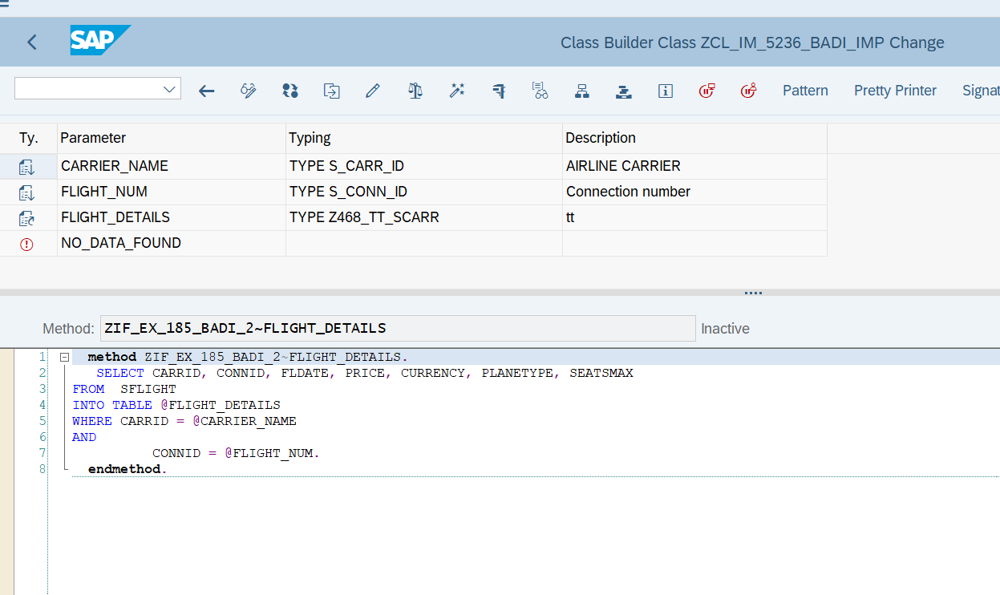 SAP
Class Builder Class ZCL_IM_5236_BADI_IMP Change
Pattern Pretty Printer Signat
Ty. Parameter Typing Description
CARRIER_NAME TYPE S_CARR_ID AIRLINE CARRIER
FLIGHT_NUM TYPE S_CONN_ID Connection number
FLIGHT_DETAILS TYPE Z468_TT_SCARR tt
NO_DATA_FOUND
Method: ZIF_EX_185_BADI_2~FLIGHT_DETAILS Inactive
1 method ZIF_EX_185_BADI_2~FLIGHT_DETAILS.
2 SELECT CARRID, CONNID, FLDATE, PRICE, CURRENCY, PLANETYPE, SEATSMAX
3 FROM SFLIGHT
4 INTO TABLE @FLIGHT_DETAILS
5 WHERE CARRID = @CARRIER_NAME
6 AND
7 CONNID = @FLIGHT_NUM.
8 endmethod.